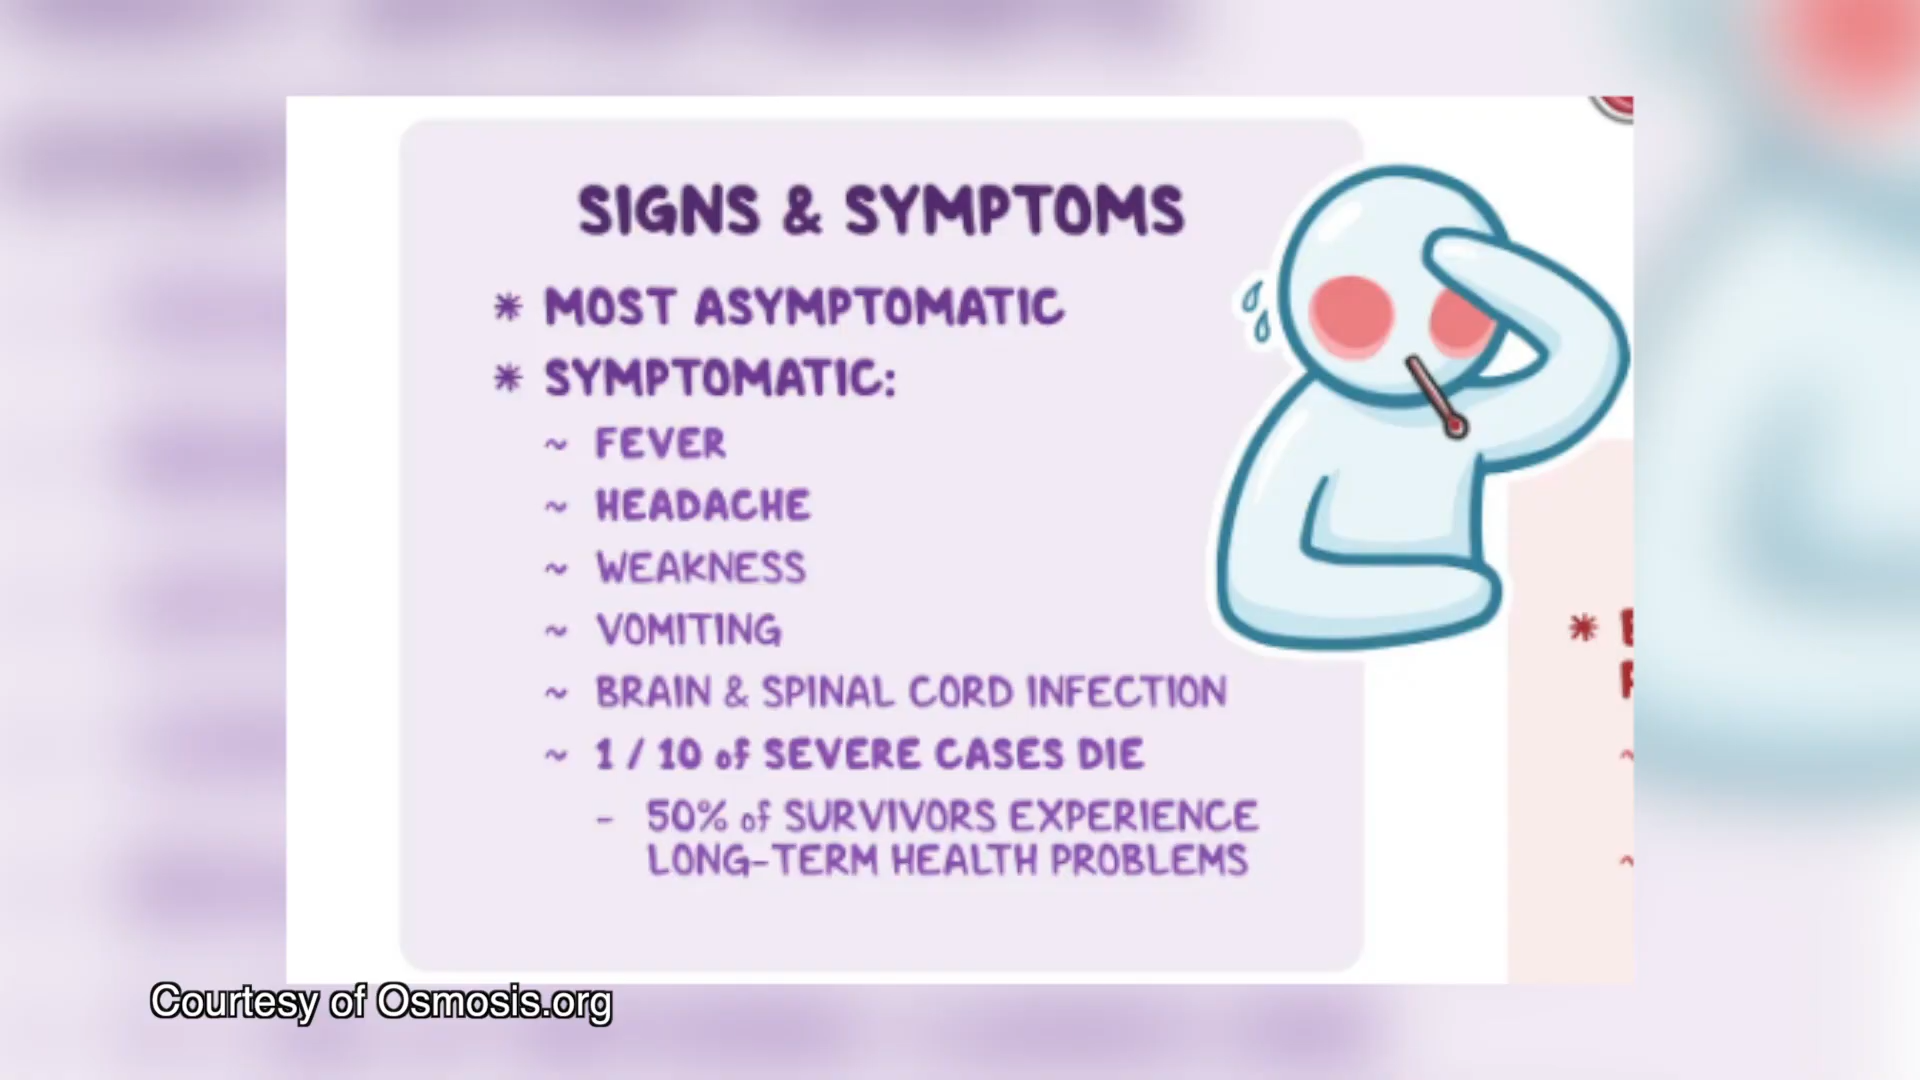 SIGNS & SYMPTOMS
* MOST ASYMPTOMATIC
* SYMPTOMATIC:
~ FEVER
~ HEADACHE
~ WEAKNESS
~ VOMITING
~ BRAIN & SPINAL CORD INFECTION
~ 1 / 10 of SEVERE CASES DIE
- 50% of SURVIVORS EXPERIENCE
LONG-TERM HEALTH PROBLEMS
Courtesy of Osmosis.org